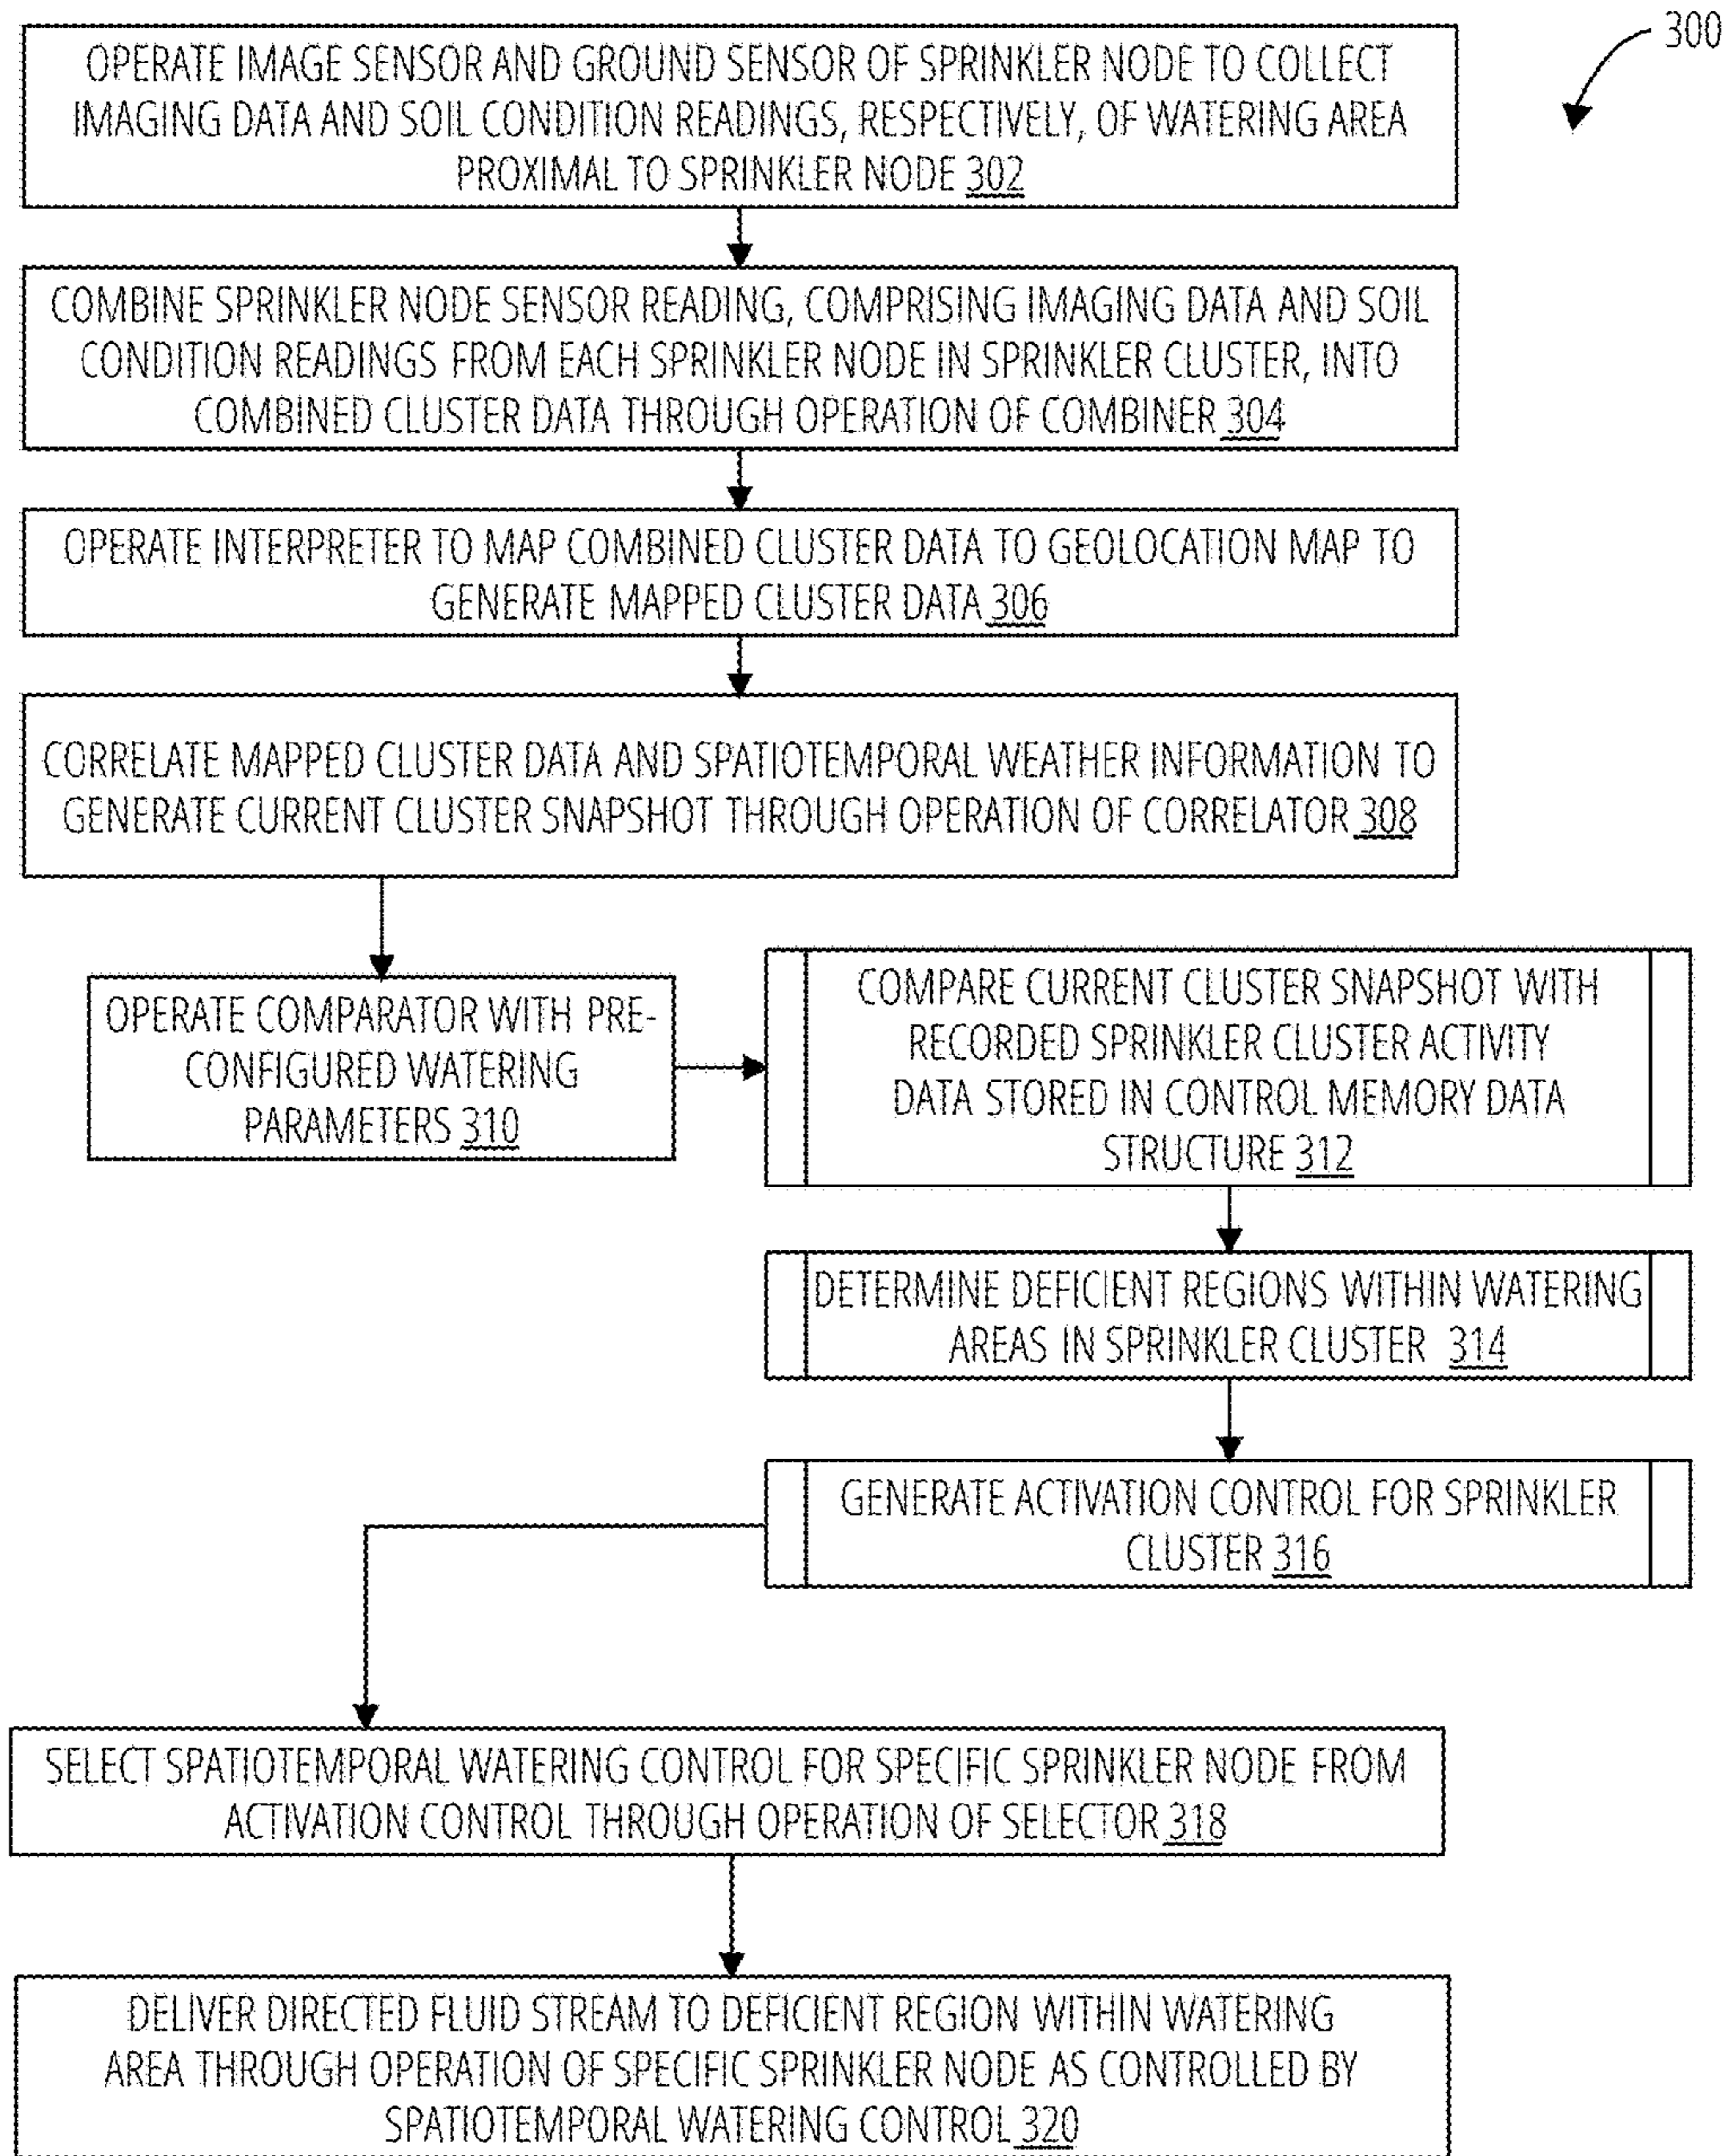 300
OPERATE IMAGE SENSOR AND GROUND SENSOR OF SPRINKLER NODE TO COLLECT
IMAGING DATA AND SOIL CONDITION READINGS, RESPECTIVELY, OF WATERING AREA
PROXIMAL TO SPRINKLER NODE 302
COMBINE SPRINKLER NODE SENSOR READING, COMPRISING IMAGING DATA AND SOIL
CONDITION READINGS FROM EACH SPRINKLER NODE IN SPRINKLER CLUSTER, INTO
COMBINED CLUSTER DATA THROUGH OPERATION OF COMBINER 304
OPERATE INTERPRETER TO MAP COMBINED CLUSTER DATA TO GEOLOCATION MAP TO
GENERATE MAPPED CLUSTER DATA 306
CORRELATE MAPPED CLUSTER DATA AND SPATIOTEMPORAL WEATHER INFORMATION TO
GENERATE CURRENT CLUSTER SNAPSHOT THROUGH OPERATION OF CORRELATOR 308
OPERATE COMPARATOR WITH PRE-
CONFIGURED WATERING
PARAMETERS 310
COMPARE CURRENT CLUSTER SNAPSHOT WITH
RECORDED SPRINKLER CLUSTER ACTIVITY
DATA STORED IN CONTROL MEMORY DATA
STRUCTURE 312
DETERMINE DEFICIENT REGIONS WITHIN WATERING
AREAS IN SPRINKLER CLUSTER 314
GENERATE ACTIVATION CONTROL FOR SPRINKLER
CLUSTER 316
SELECT SPATIOTEMPORAL WATERING CONTROL FOR SPECIFIC SPRINKLER NODE FROM
ACTIVATION CONTROL THROUGH OPERATION OF SELECTOR 318
DELIVER DIRECTED FLUID STREAM TO DEFICIENT REGION WITHIN WATERING
AREA THROUGH OPERATION OF SPECIFIC SPRINKLER NODE AS CONTROLLED BY
SPATIOTEMPORAL WATERING CONTROL 320